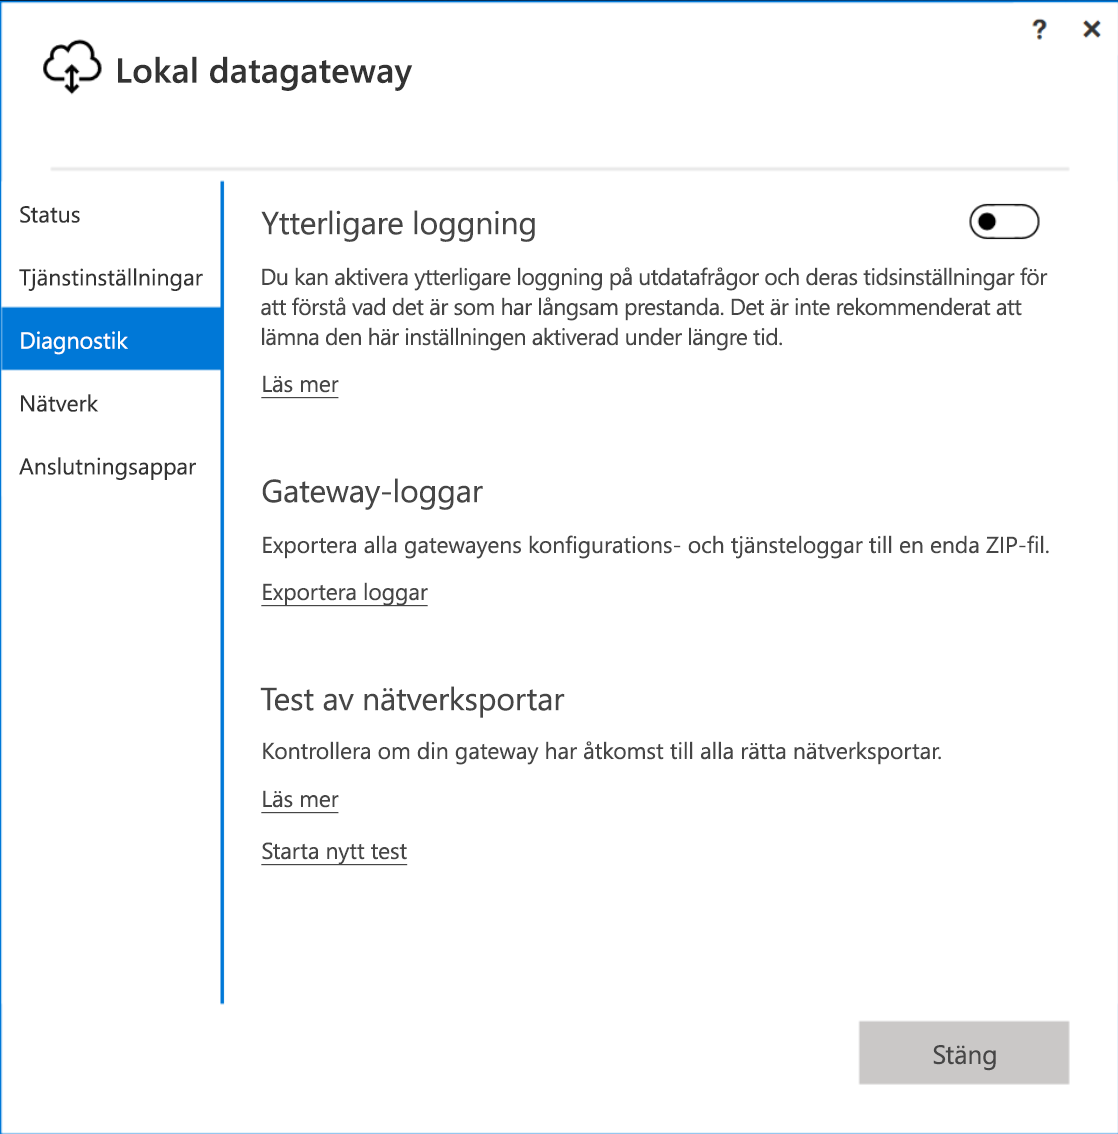 ?
Lokal datagateway
Status
Tjänstinställningar
Diagnostik
Nätverk
Anslutningsappar
Ytterligare loggning
Du kan aktivera ytterligare loggning på utdatafrågor och deras tidsinställningar för
att förstå vad det är som har långsam prestanda. Det är inte rekommenderat att
lämna den här inställningen aktiverad under längre tid.
Läs mer
Gateway-loggar
Exportera alla gatewayens konfigurations- och tjänsteloggar till en enda ZIP-fil.
Exportera loggar
Test av nätverksportar
Kontrollera om din gateway har åtkomst till alla rätta nätverksportar.
Läs mer
Starta nytt test
Stäng